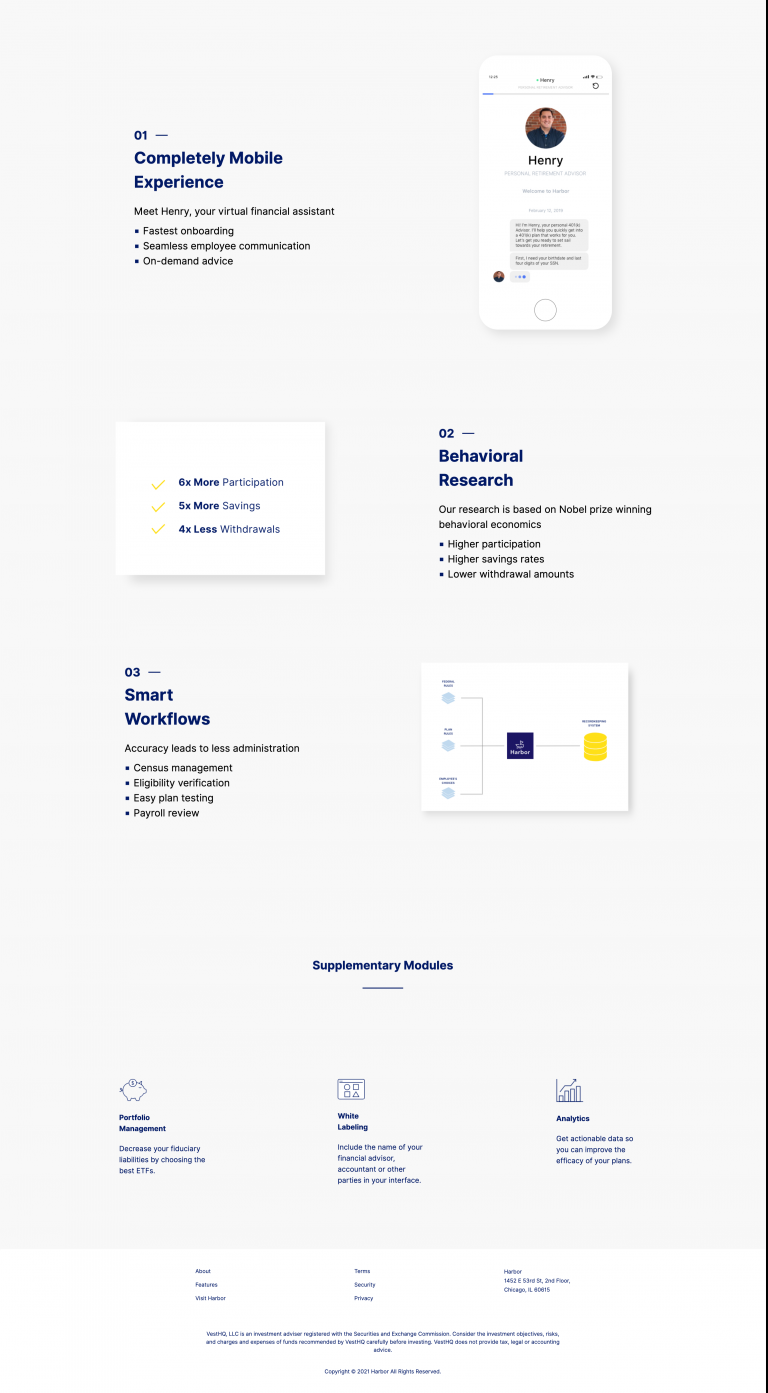 01 —
Completely Mobile
Experience
Meet Henry, your virtual financial assistant
Fastest onboarding
Seamless employee communication
On-demand advice
12:25
Henry
PERSONAL RETIREMENT ADVISOR
Henry
PERSONAL RETIREMENT ADVISOR
Welcome to Harbor
Hi! I'm Henry, your personal 401(k)
Advisor. I'll help you quickly get into
a 401(k) plan that works for you.
Let's get you ready to set sail
towards your retirement.
First, I need your birthdate and last
four digits of your SSN.
6x More Participation
5x More Savings
4x Less Withdrawals
02 —
Behavioral
Research
Our research is based on Nobel prize winning
behavioral economics
Higher participation
Higher savings rates
Lower withdrawal amounts
03 —
Smart
Workflows
Accuracy leads to less administration
Census management
Eligibility verification
Easy plan testing
Payroll review
FEDERAL
RULES
PLAN
RULES
CHOICES
Harbor
RECORDKEEPING
SYSTEM
Supplementary Modules
Portfolio
Management
Decrease your fiduciary
liabilities by choosing the
best ETFs.
White
Labeling
Include the name of your
financial advisor,
accountant or other
parties in your interface.
Analytics
Get actionable data so
you can improve the
efficacy of your plans.
About
Features
Visit Harbor
Terms
Security
Privacy
Harbor
1452 E 53rd St, 2nd Floor,
Chicago, IL 60615
VestHQ, LLC is an investment adviser registered with the Securities and Exchange Commission. Consider the investment objectives, risks,
and charges and expenses of funds recommended by VestHQ carefully before investing. VestHQ does not provide tax, legal or accounting
advice.
Copyright © 2021 Harbor All Rights Reserved.